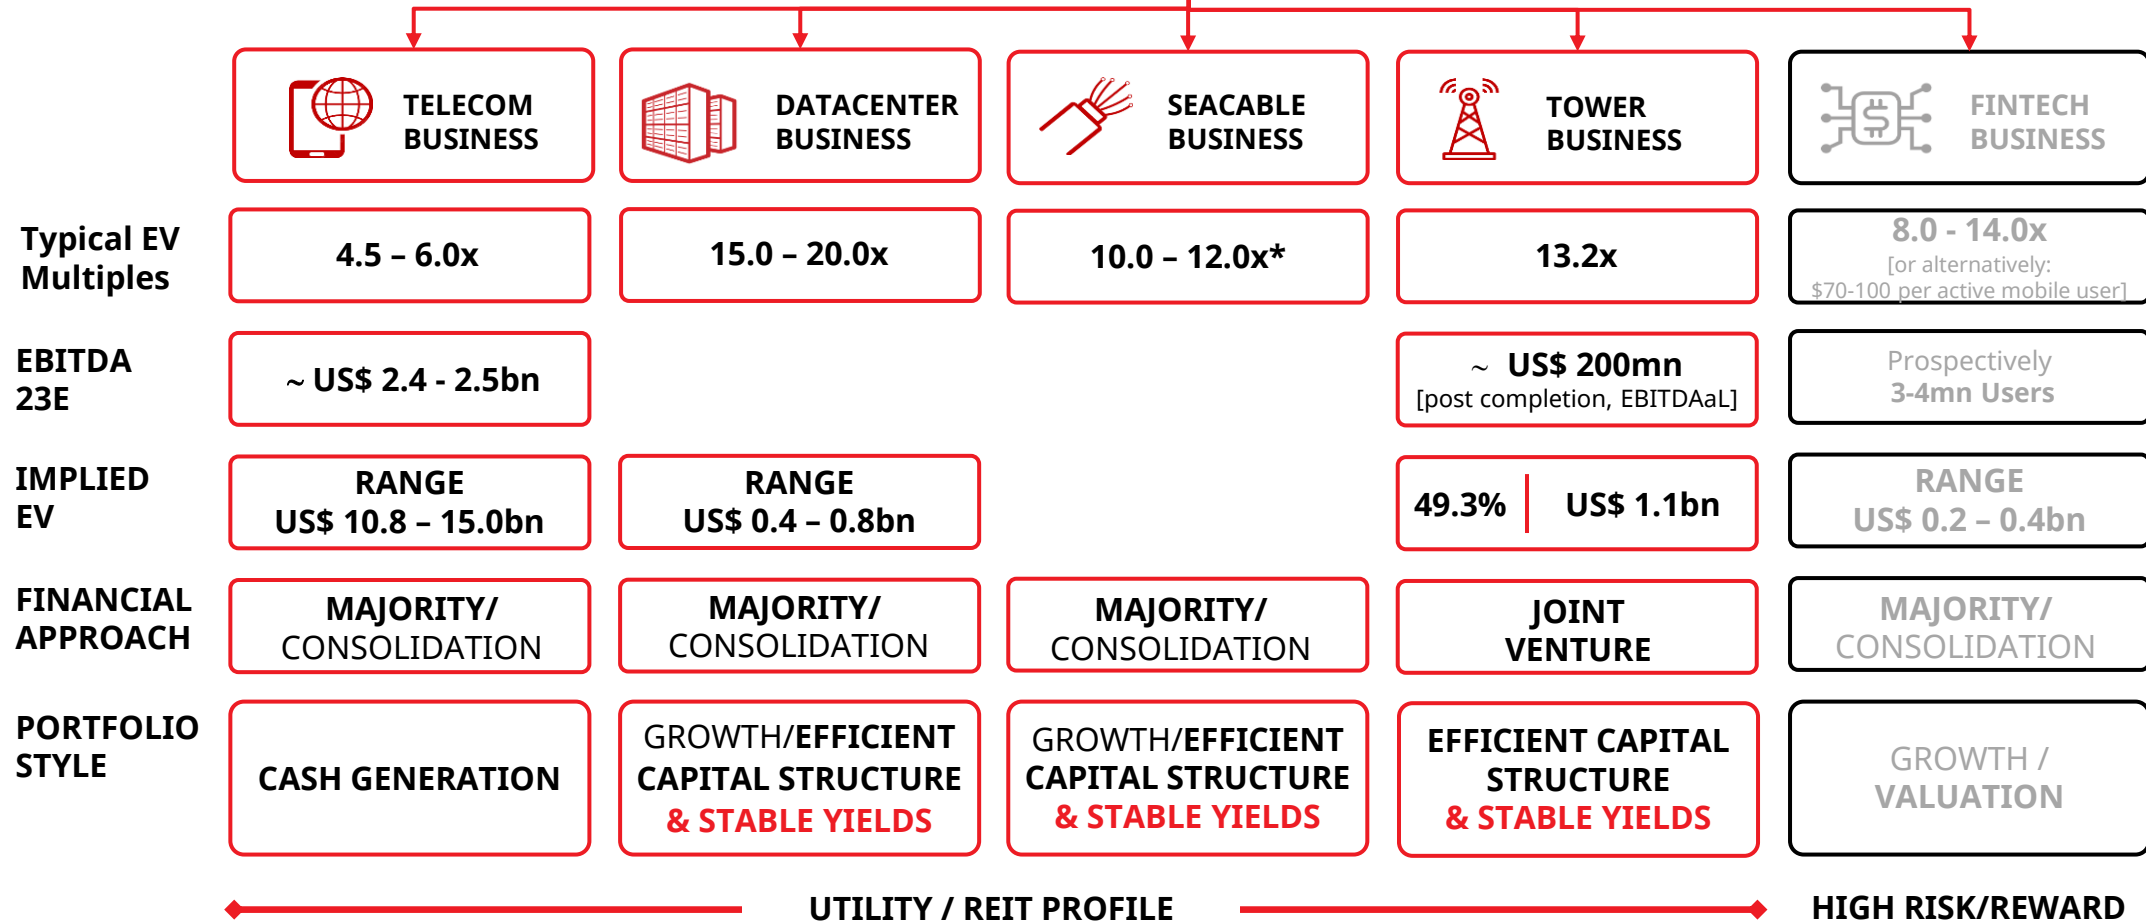 TELECOM
BUSINESS
DATACENTER
BUSINESS
SEACABLE
BUSINESS
TOWER
BUSINESS
FINTECH
BUSINESS
Typical EV
Multiples
4.5 – 6.0x
15.0 – 20.0x
10.0 – 12.0x*
13.2x
8.0 - 14.0x
[or alternatively:
$70-100 per active mobile user]
EBITDA
23E
~ US$ 2.4 - 2.5bn
~ US$ 200mn
[post completion, EBITDAaL]
Prospectively
3-4mn Users
IMPLIED
EV
RANGE
US$ 10.8 – 15.0bn
RANGE
US$ 0.4 – 0.8bn
49.3%
US$ 1.1bn
RANGE
US$ 0.2 – 0.4bn
FINANCIAL
APPROACH
MAJORITY/
CONSOLIDATION
MAJORITY/
CONSOLIDATION
MAJORITY/
CONSOLIDATION
JOINT
VENTURE
MAJORITY/
CONSOLIDATION
PORTFOLIO
STYLE
CASH GENERATION
GROWTH/EFFICIENT
CAPITAL STRUCTURE
& STABLE YIELDS
GROWTH/EFFICIENT
CAPITAL STRUCTURE
& STABLE YIELDS
EFFICIENT CAPITAL
STRUCTURE
& STABLE YIELDS
GROWTH /
VALUATION
UTILITY / REIT PROFILE
HIGH RISK/REWARD